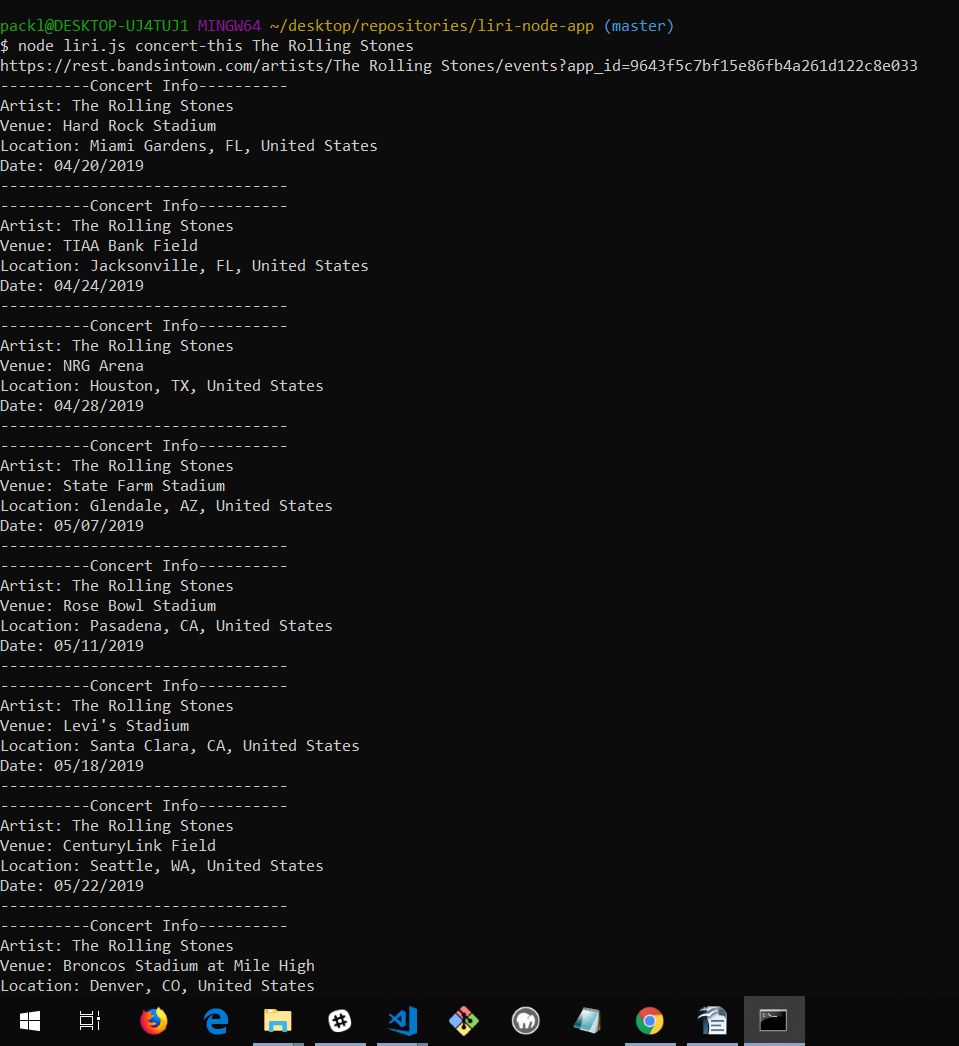 packl@DESKTOP-UJ4TUJ1 MINGW64 ~/desktop/repositories/liri-node-app (master)
$ node liri.js concert-this The Rolling Stones
https://rest.bandsintown.com/artists/The Rolling Stones/events?app_id=9643f5c7bf15e86fb4a261d122c8e033
----------Concert Info----------
Artist: The Rolling Stones
Venue: Hard Rock Stadium
Location: Miami Gardens, FL, United States
Date: 04/20/2019
--------------------------------
----------Concert Info----------
Artist: The Rolling Stones
Venue: TIAA Bank Field
Location: Jacksonville, FL, United States
Date: 04/24/2019
--------------------------------
----------Concert Info----------
Artist: The Rolling Stones
Venue: NRG Arena
Location: Houston, TX, United States
Date: 04/28/2019
--------------------------------
----------Concert Info----------
Artist: The Rolling Stones
Venue: State Farm Stadium
Location: Glendale, AZ, United States
Date: 05/07/2019
--------------------------------
----------Concert Info----------
Artist: The Rolling Stones
Venue: Rose Bowl Stadium
Location: Pasadena, CA, United States
Date: 05/11/2019
--------------------------------
----------Concert Info----------
Artist: The Rolling Stones
Venue: Levi's Stadium
Location: Santa Clara, CA, United States
Date: 05/18/2019
--------------------------------
----------Concert Info----------
Artist: The Rolling Stones
Venue: CenturyLink Field
Location: Seattle, WA, United States
Date: 05/22/2019
--------------------------------
----------Concert Info----------
Artist: The Rolling Stones
Venue: Broncos Stadium at Mile High
Location: Denver, CO, United States